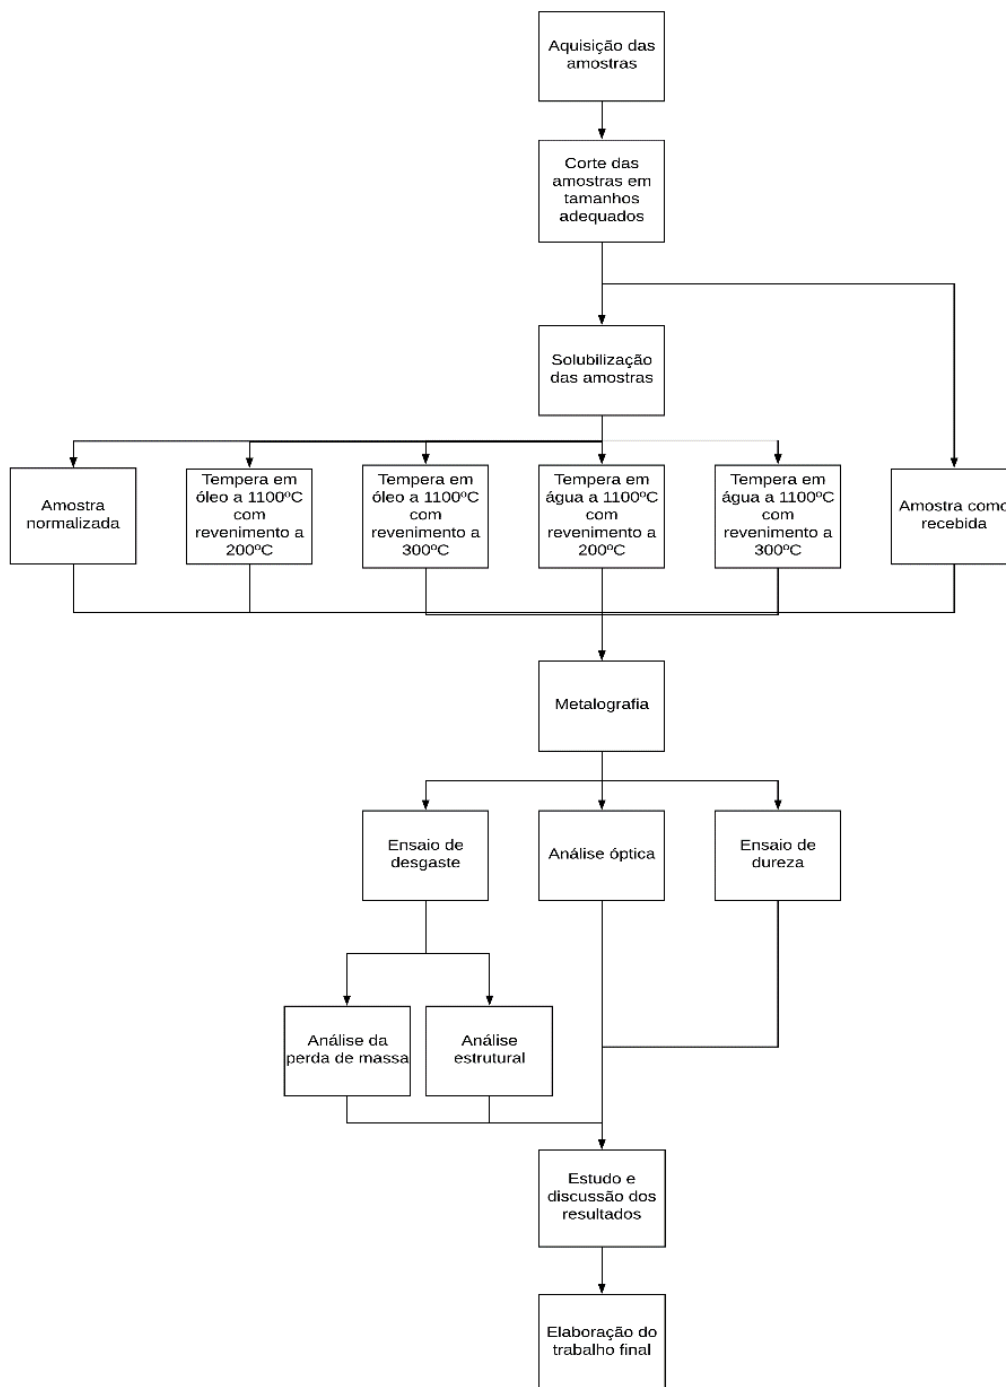 Aquisição das
amostras
Corte das
amostras em
tamanhos
adequados
Solubilização
das amostras
Amostra
normalizada
Tempera em
óleo a 1100ºC
com
revenimento a
200ºC
Tempera em
óleo a 1100ºC
com
revenimento a
300ºC
Tempera em
água a 1100ºC
com
revenimento a
200ºC
Tempera em
água a 1100ºC
com
revenimento a
300ºC
Amostra como
recebida
Metalografia
Ensaio de
desgaste
Análise óptica
Ensaio de
dureza
Análise da
perda de massa
Análise
estrutural
Estudo e
discussão dos
resultados
Elaboração do
trabalho final